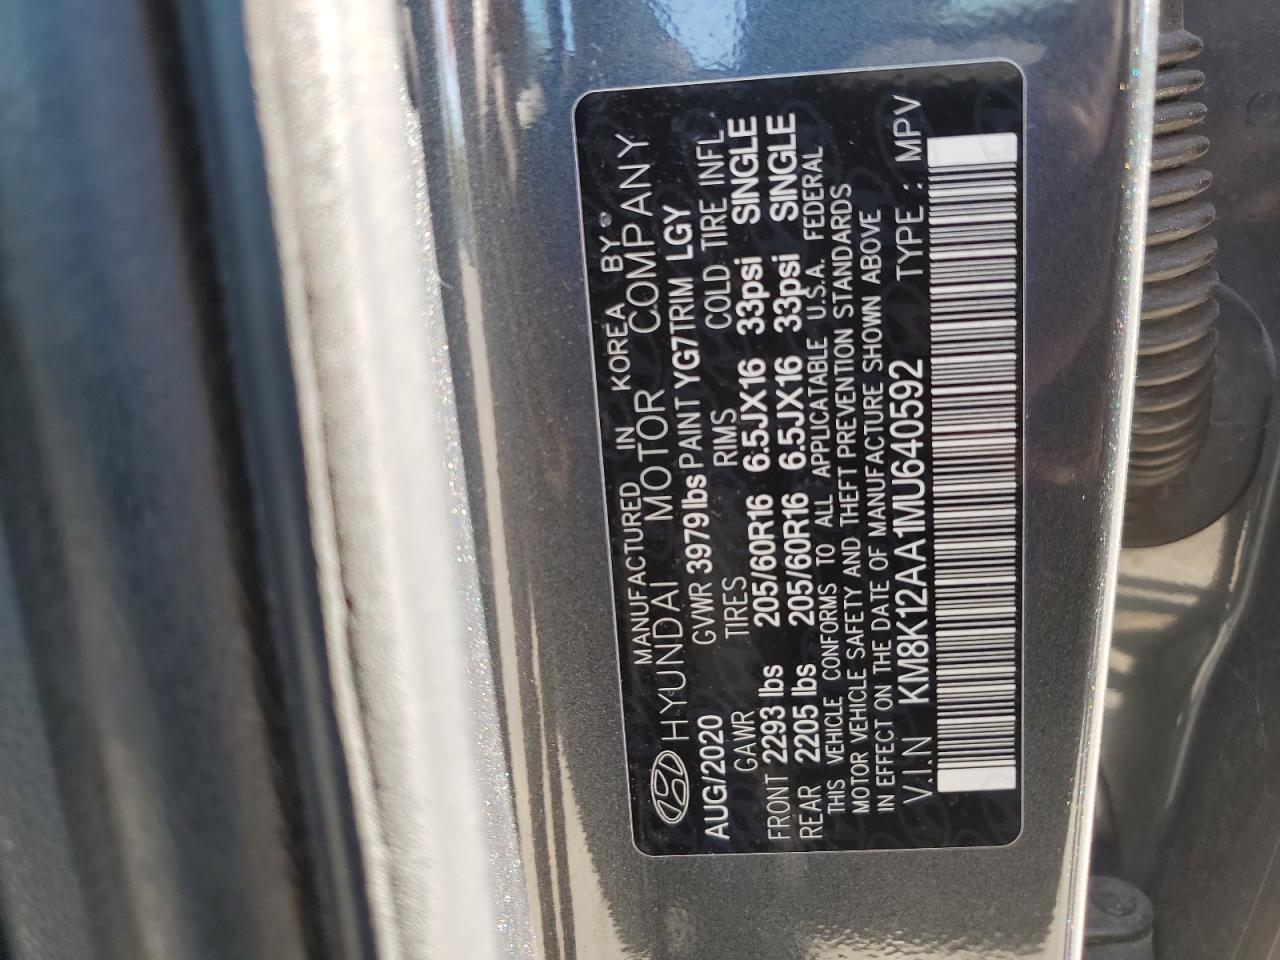 MANUFACTURED IN KOREA BY
HYUNDAI MOTOR COMPANY
AUG/2020 GVWR 3979lbs PAINT YG7 TRIM LGY
GAWR TIRES RIMS COLD TIRE INFL
FRONT 2293 lbs 205/60R16 6.5JX16 33psi SINGLE
REAR 2205 lbs 205/60R16 6.5JX16 33psi SINGLE
THIS VEHICLE CONFORMS TO ALL APPLICATABLE U.S.A. FEDERAL
MOTOR VEHICLE SAFETY AND THEFT PREVENTION STANDARDS
IN EFFECT ON THE DATE OF MANUFACTURE SHOWN ABOVE
V.I.N KM8K12AA1MU640592 TYPE : MPV